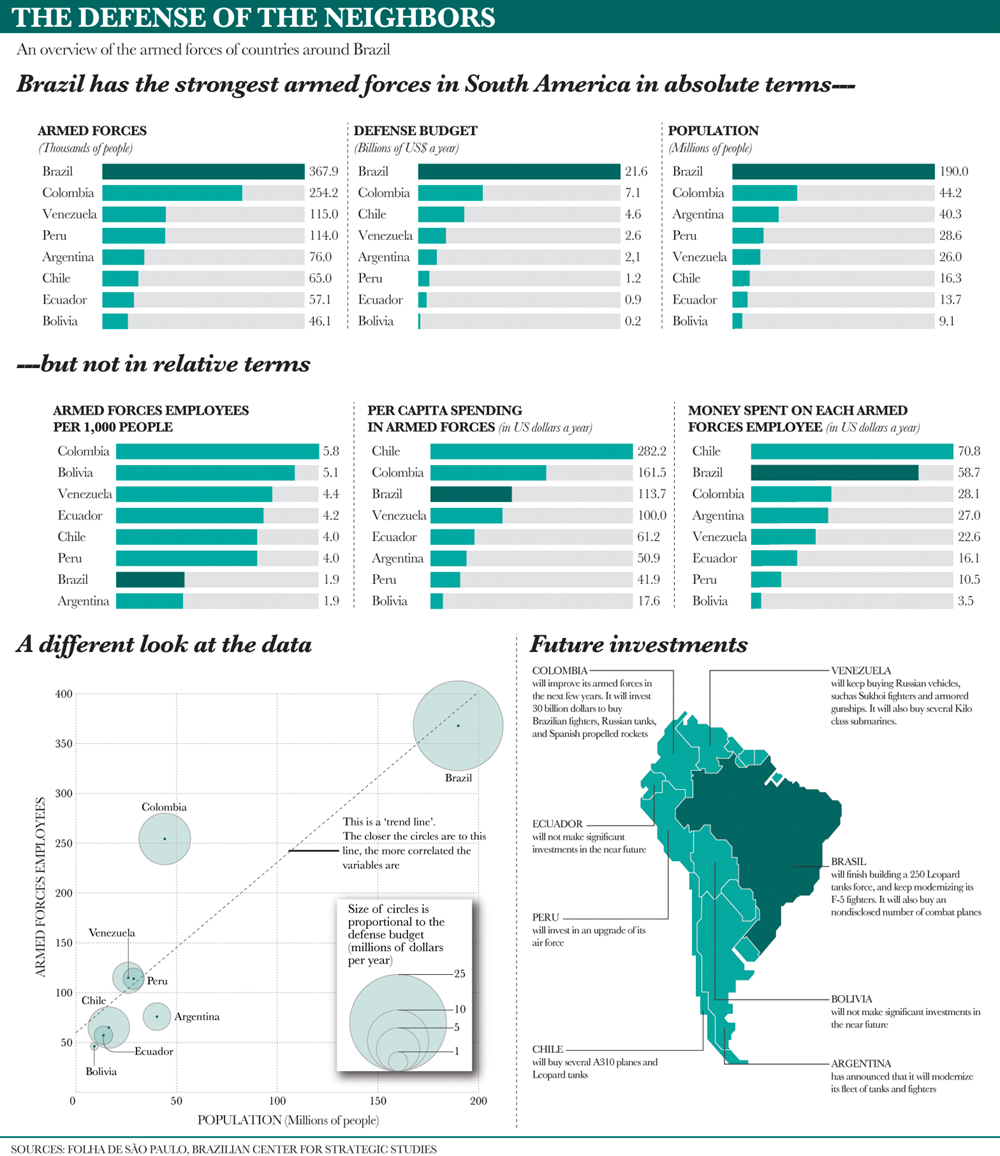 THE DEFENSE OF THE NEIGHBORS
An overview of the armed forces of countries around Brazil
Brazil has the strongest armed forces in South America in absolute terms---
ARMED FORCES
(Thousands of people)
Brazil 367.9
Colombia 254.2
Venezuela 115.0
Peru 114.0
Argentina 76.0
Chile 65.0
Ecuador 57.1
Bolivia 46.1
DEFENSE BUDGET
(Billions of US$ a year)
Brazil 21.6
Colombia 7.1
Chile 4.6
Venezuela 2.6
Argentina 2,1
Peru 1.2
Ecuador 0.9
Bolivia 0.2
POPULATION
(Millions of people)
Brazil 190.0
Colombia 44.2
Argentina 40.3
Peru 28.6
Venezuela 26.0
Chile 16.3
Ecuador 13.7
Bolivia 9.1
---but not in relative terms
ARMED FORCES EMPLOYEES
PER 1,000 PEOPLE
Colombia 5.8
Bolivia 5.1
Venezuela 4.4
Ecuador 4.2
Chile 4.0
Peru 4.0
Brazil 1.9
Argentina 1.9
PER CAPITA SPENDING
IN ARMED FORCES (in US dollars a year)
Chile 282.2
Colombia 161.5
Brazil 113.7
Venezuela 100.0
Ecuador 61.2
Argentina 50.9
Peru 41.9
Bolivia 17.6
MONEY SPENT ON EACH ARMED
FORCES EMPLOYEE (in US dollars a year)
Chile 70.8
Brazil 58.7
Colombia 28.1
Argentina 27.0
Venezuela 22.6
Ecuador 16.1
Peru 10.5
Bolivia 3.5
A different look at the data
ARMED FORCES EMPLOYEES
400
350
300
250
200
150
100
50
0
50
100
150
200
POPULATION (Millions of people)
Brazil
Colombia
Venezuela
Peru
Chile
Argentina
Ecuador
Bolivia
This is a 'trend line'.
The closer the circles are to this
line, the more correlated the
variables are
Size of circles is
proportional to the
defense budget
(millions of dollars
per year)
25
10
5
1
Future investments
COLOMBIA
will improve its armed forces in
the next few years. It will invest
30 billion dollars to buy
Brazilian fighters, Russian tanks,
and Spanish propelled rockets
VENEZUELA
will keep buying Russian vehicles,
suchas Sukhoi fighters and armored
gunships. It will also buy several Kilo
class submarines.
ECUADOR
will not make significant
investments in the near future
BRASIL
will finish building a 250 Leopard
tanks force, and keep modernizing its
F-5 fighters. It will also buy an
nondisclosed number of combat planes
PERU
will invest in an upgrade of its
air force
BOLIVIA
will not make significant investments in
the near future
CHILE
will buy several A310 planes and
Leopard tanks
ARGENTINA
has announced that it will modernize
its fleet of tanks and fighters
SOURCES: FOLHA DE SÃO PAULO, BRAZILIAN CENTER FOR STRATEGIC STUDIES